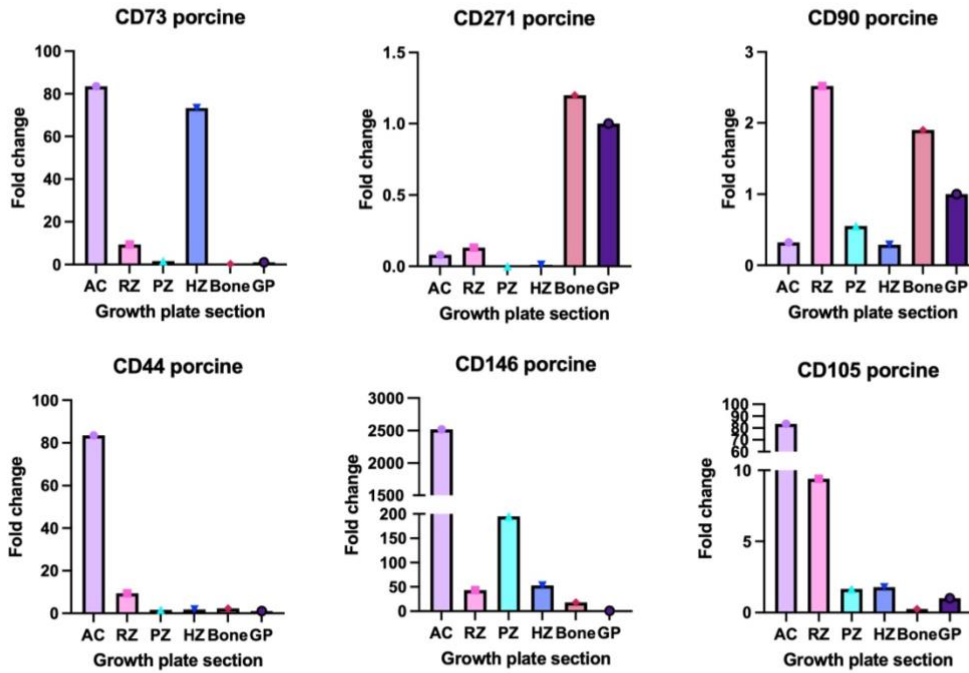 CD73 porcine
Fold change
100
80
60
40
20
0
AC RZ PZ HZ Bone GP
Growth plate section
CD271 porcine
Fold change
1.5
1.0
0.5
0.0
AC RZ PZ HZ Bone GP
Growth plate section
CD90 porcine
Fold change
3
2
1
0
AC RZ PZ HZ Bone GP
Growth plate section
CD44 porcine
Fold change
100
80
60
40
20
0
AC RZ PZ HZ Bone GP
Growth plate section
CD146 porcine
Fold change
3000
2500
2000
1500
200
150
100
50
0
AC RZ PZ HZ Bone GP
Growth plate section
CD105 porcine
Fold change
100
90
80
70
60
10
5
0
AC RZ PZ HZ Bone GP
Growth plate section